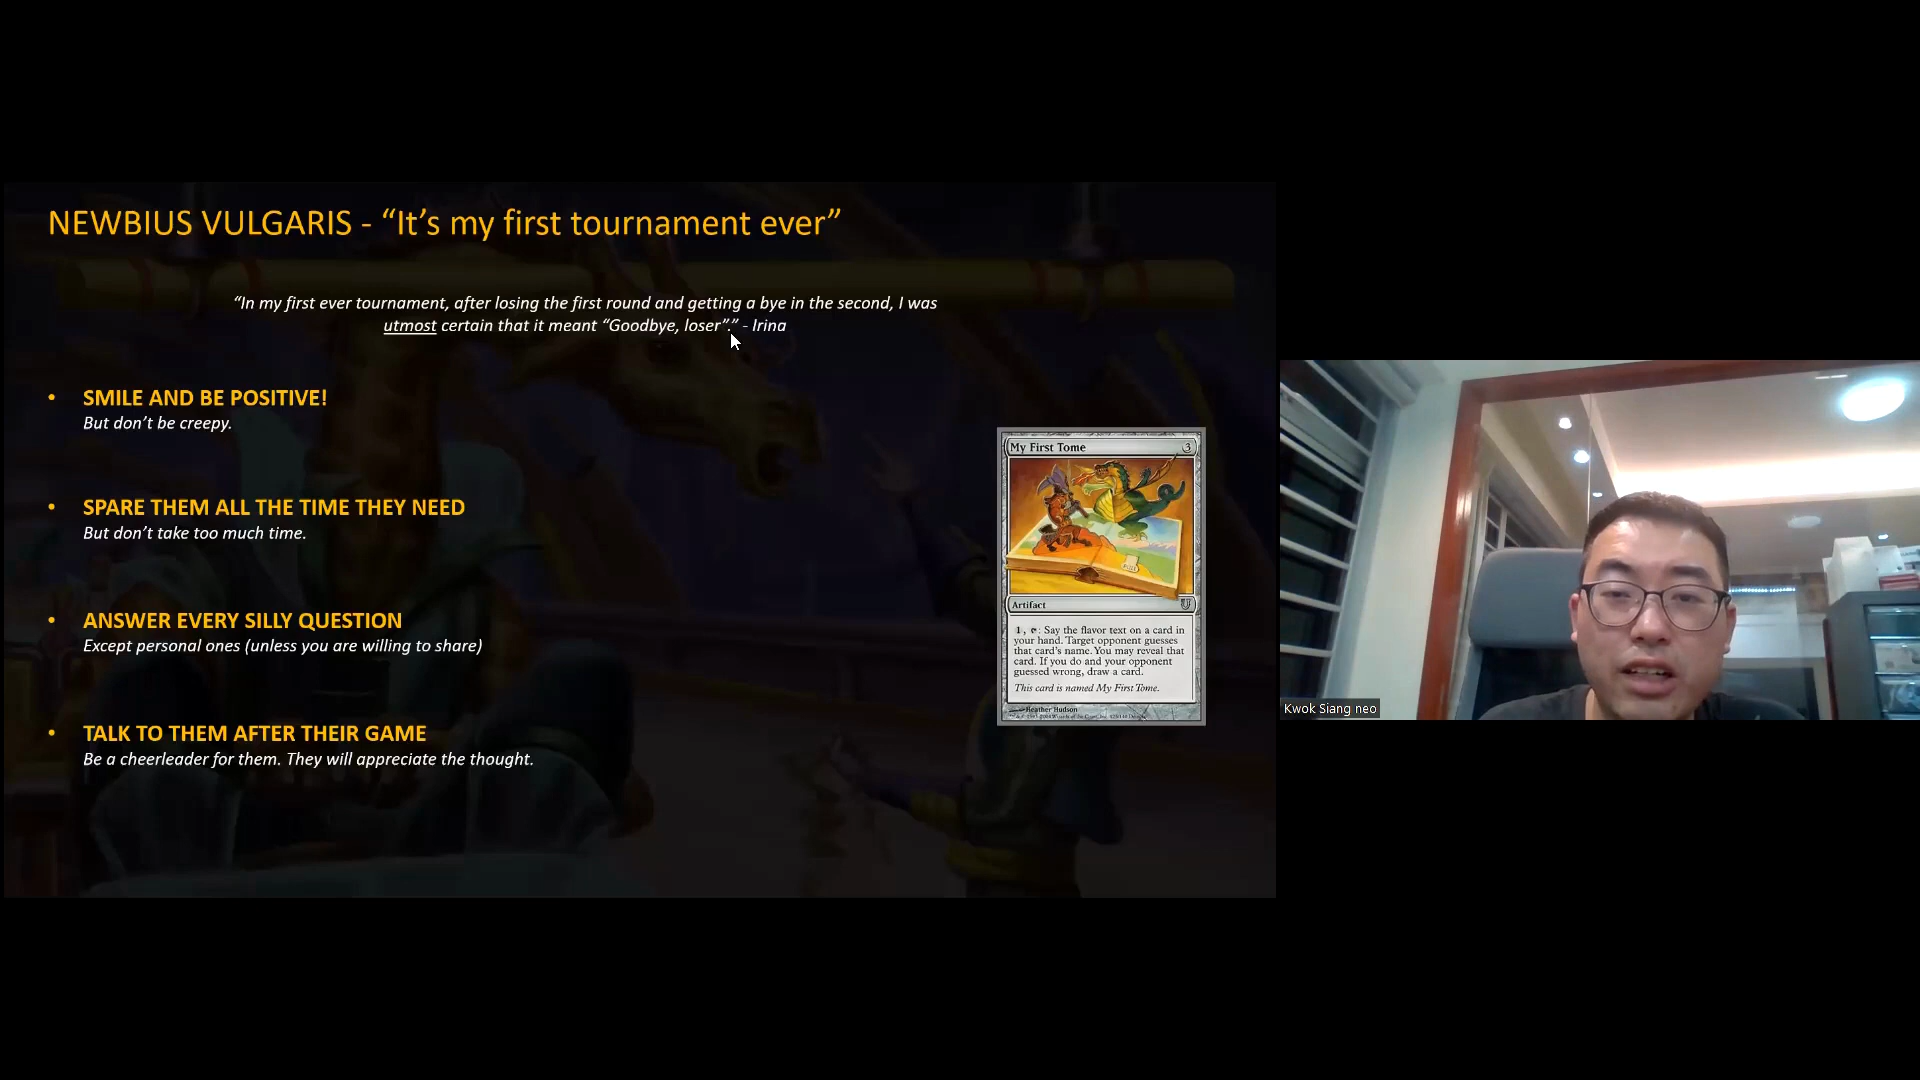 NEWBIUS VULGARIS - “It’s my first tournament ever”
“In my first ever tournament, after losing the first round and getting a bye in the second, I was
utmost certain that it meant “Goodbye, loser”.” - Irina
• SMILE AND BE POSITIVE!
But don’t be creepy.
• SPARE THEM ALL THE TIME THEY NEED
But don’t take too much time.
• ANSWER EVERY SILLY QUESTION
Except personal ones (unless you are willing to share)
• TALK TO THEM AFTER THEIR GAME
Be a cheerleader for them. They will appreciate the thought.
My First Tome 3
Artifact
1, : Say the flavor text on a card in
your hand. Target opponent guesses
that card’s name. You may reveal that
card. If you do and your opponent
guessed wrong, draw a card.
This card is named My First Tome.
Heather Hudson
Kwok Siang neo